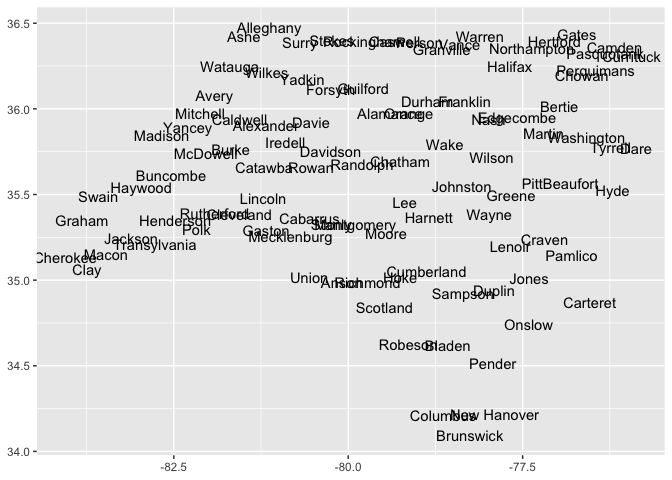 36.5
Alleghany
Gates
Ashe
Warren
Surry
Stokes
Rockingham
Caswell
Person
Vance
Hertford
Granville
Northampton
Camden
Pasquotank
Currituck
Watauga
Wilkes
Halifax
Perquimans
Yadkin
Chowan
Forsyth
Guilford
Avery
Durham
Franklin
Bertie
36.0
Mitchell
Caldwell
Alamance
Orange
Nash
Edgecombe
Yancey
Alexander
Davie
Madison
Martin
Washington
Iredell
Wake
McDowell
Burke
Davidson
Tyrrell
Dare
Catawba
Rowan
Randolph
Chatham
Wilson
Buncombe
Haywood
Johnston
Pitt
Beaufort
35.5
Swain
Lincoln
Greene
Hyde
Lee
Graham
Henderson
Rutherford
Cleveland
Cabarrus
Harnett
Wayne
Polk
Gaston
Stanly
Montgomery
Jackson
Transylvania
Mecklenburg
Moore
Lenoir
Craven
Cherokee
Macon
Pamlico
Clay
35.0
Union
Anson
Richmond
Hoke
Cumberland
Jones
Sampson
Duplin
Scotland
Carteret
Onslow
Robeson
Bladen
34.5
Pender
Columbus
New Hanover
Brunswick
34.0
-82.5
-80.0
-77.5